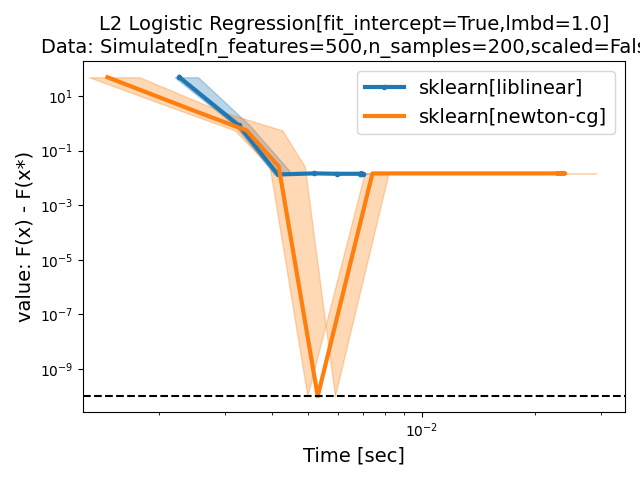 L2 Logistic Regression[fit_intercept=True,lmbd=1.0]
Data: Simulated[n_features=500,n_samples=200,scaled=Fals
sklearn[liblinear]
sklearn[newton-cg]
value: F(x) - F(x*)
10¹
10⁻¹
10⁻³
10⁻⁵
10⁻⁷
10⁻⁹
10⁻²
Time [sec]